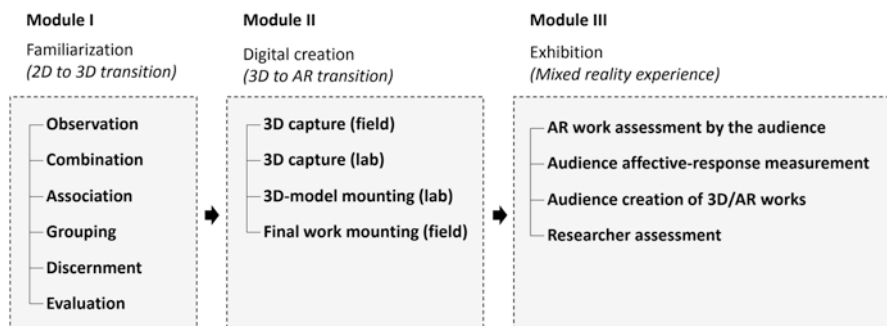 Module I
Familiarization
(2D to 3D transition)
Observation
Combination
Association
Grouping
Discernment
Evaluation
Module II
Digital creation
(3D to AR transition)
3D capture (field)
3D capture (lab)
3D-model mounting (lab)
Final work mounting (field)
Module III
Exhibition
(Mixed reality experience)
AR work assessment by the audience
Audience affective-response measurement
Audience creation of 3D/AR works
Researcher assessment